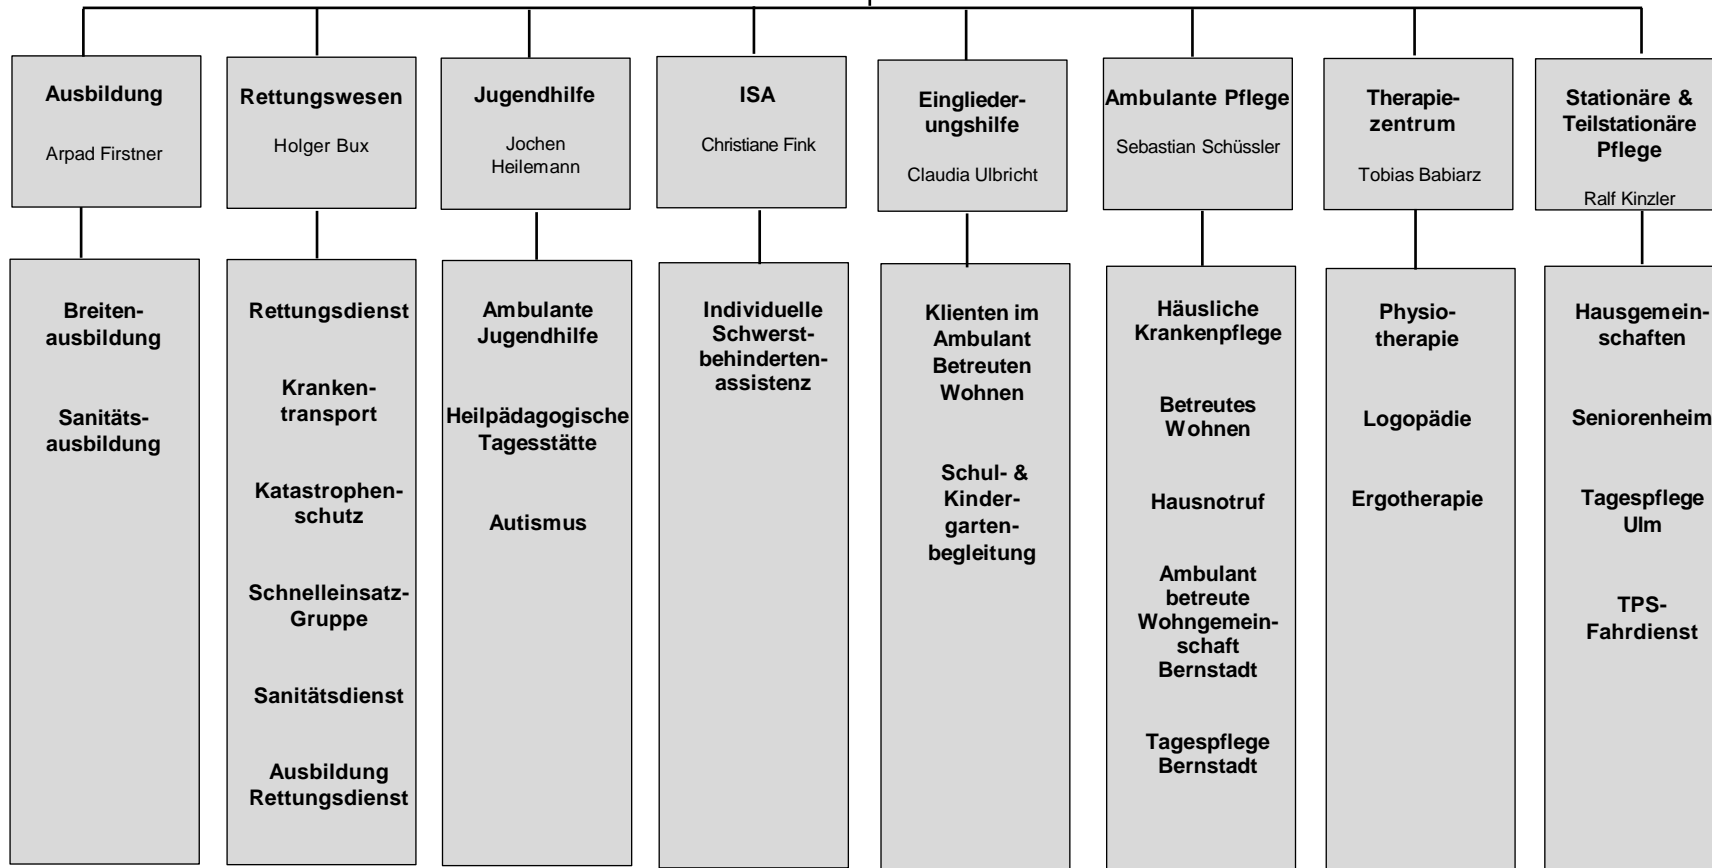 Ausbildung
Arpad Firstner
Rettungswesen
Holger Bux
Jugendhilfe
Jochen
Heilemann
ISA
Christiane Fink
Einglieder-
ungshilfe
Claudia Ulbricht
Ambulante Pflege
Sebastian Schüssler
Therapie-
zentrum
Tobias Babiarz
Stationäre &
Teilstationäre
Pflege
Ralf Kinzler
Breiten-
ausbildung
Sanitäts-
ausbildung
Rettungsdienst
Kranken-
transport
Katastrophen-
schutz
Schnelleinsatz-
Gruppe
Sanitätsdienst
Ausbildung
Rettungsdienst
Ambulante
Jugendhilfe
Heilpädagogische
Tagesstätte
Autismus
Individuelle
Schwerst-
behinderten-
assistenz
Klienten im
Ambulant
Betreuten
Wohnen
Schul- &
Kinder-
garten-
begleitung
Häusliche
Krankenpflege
Betreutes
Wohnen
Hausnotruf
Ambulant
betreute
Wohngemein-
schaft
Bernstadt
Tagespflege
Bernstadt
Physio-
therapie
Logopädie
Ergotherapie
Hausgemein-
schaften
Seniorenheim
Tagespflege
Ulm
TPS-
Fahrdienst